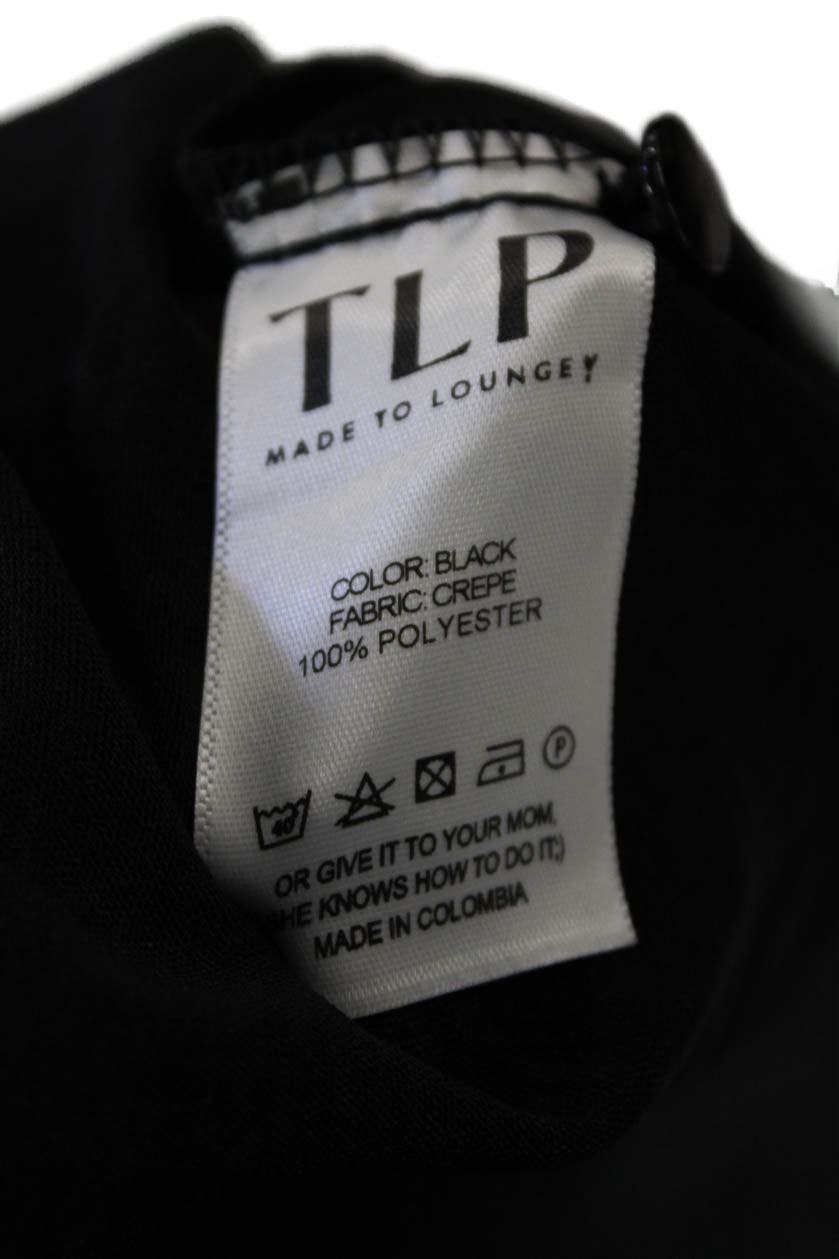 TLP
MADE TO LOUNGE
COLOR: BLACK
FABRIC: CREPE
100% POLYESTER
40° P
OR GIVE IT TO YOUR MOM,
SHE KNOWS HOW TO DO IT;)
MADE IN COLOMBIA